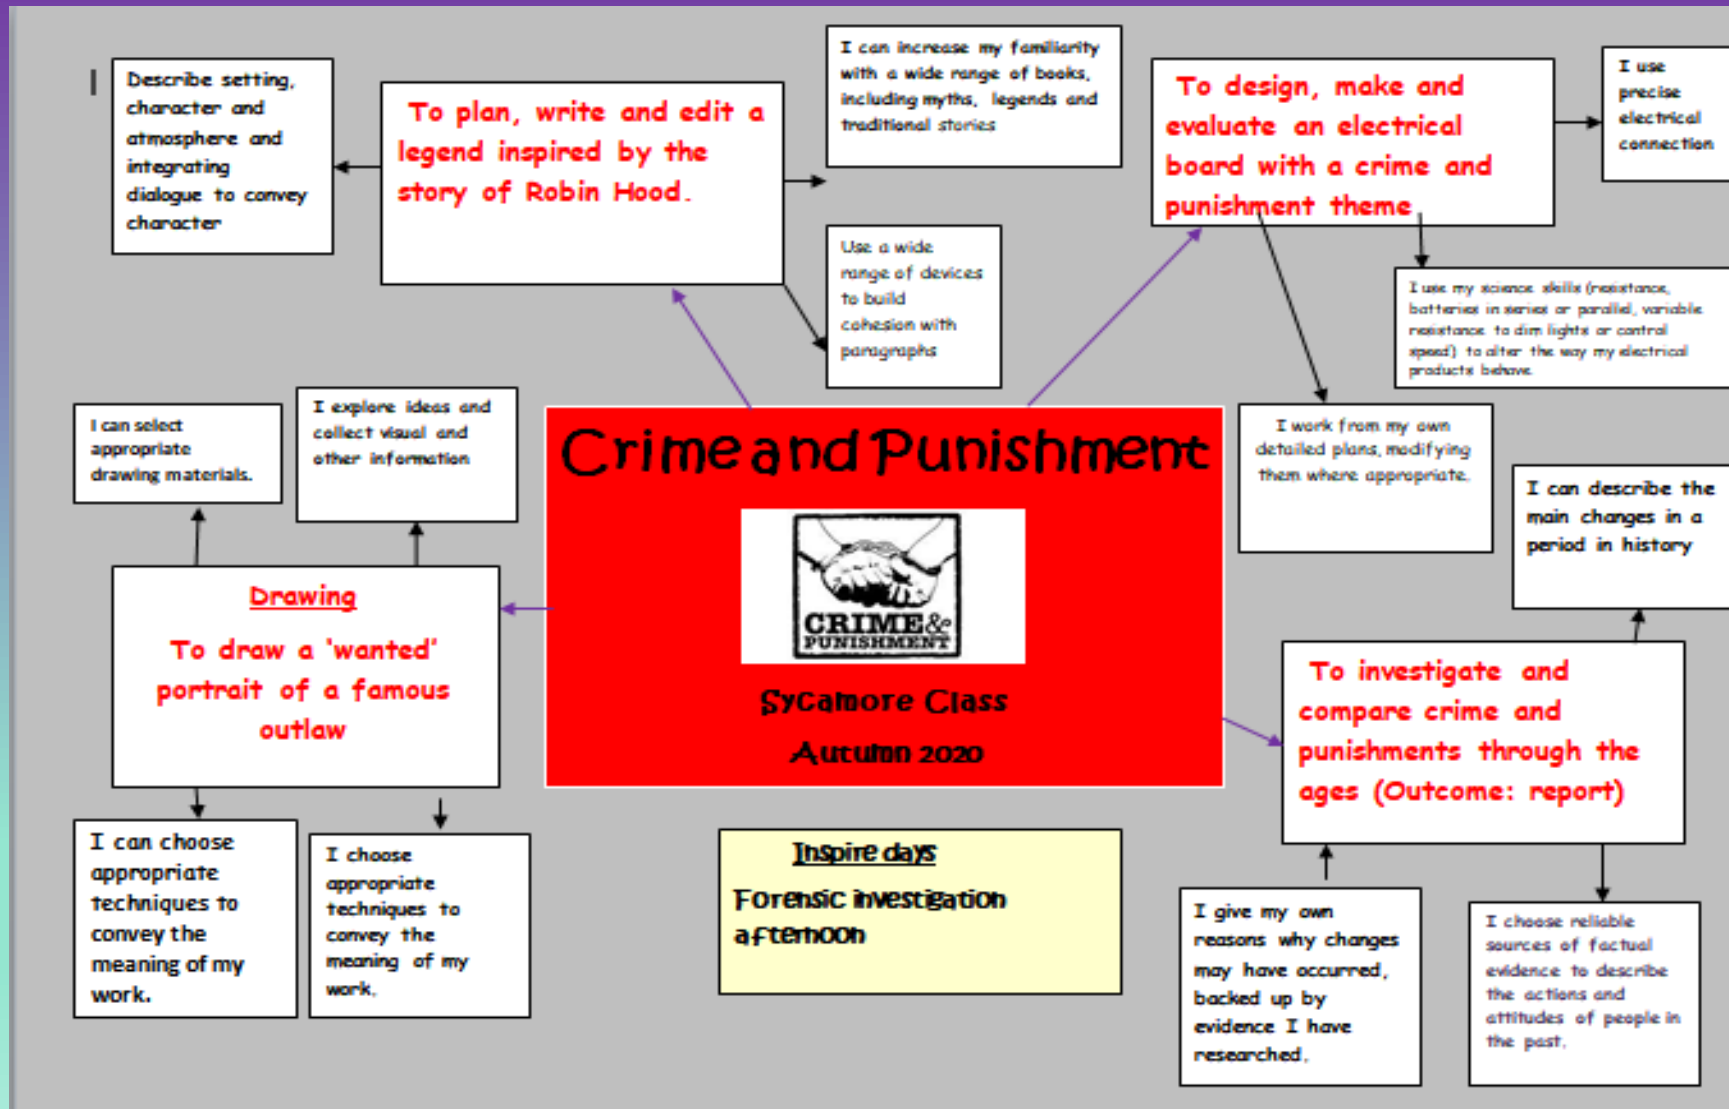 Describe setting,
character and
atmosphere and
integrating
dialogue to convey
character
To plan, write and edit a
legend inspired by the
story of Robin Hood.
I can increase my familiarity
with a wide range of books,
including myths, legends and
traditional stories
Use a wide
range of devices
to build
cohesion with
paragraphs
To design, make and
evaluate an electrical
board with a crime and
punishment theme
I use
precise
electrical
connection
I use my science skills (resistance,
batteries in series or parallel, variable
resistance to dim lights or control
speed) to alter the way my electrical
products behave.
I work from my own
detailed plans, modifying
them where appropriate.
I can select
appropriate
drawing materials.
I explore ideas and
collect visual and
other information
Drawing
To draw a 'wanted'
portrait of a famous
outlaw
I can choose
appropriate
techniques to
convey the
meaning of my
work.
I choose
appropriate
techniques to
convey the
meaning of my
work.
Crime and Punishment
CRIME&
PUNISHMENT
Sycamore Class
Autumn 2020
Inspire days
Forensic investigation
afternoon
I can describe the
main changes in a
period in history
To investigate and
compare crime and
punishments through the
ages (Outcome: report)
I give my own
reasons why changes
may have occurred,
backed up by
evidence I have
researched.
I choose reliable
sources of factual
evidence to describe
the actions and
attitudes of people in
the past.